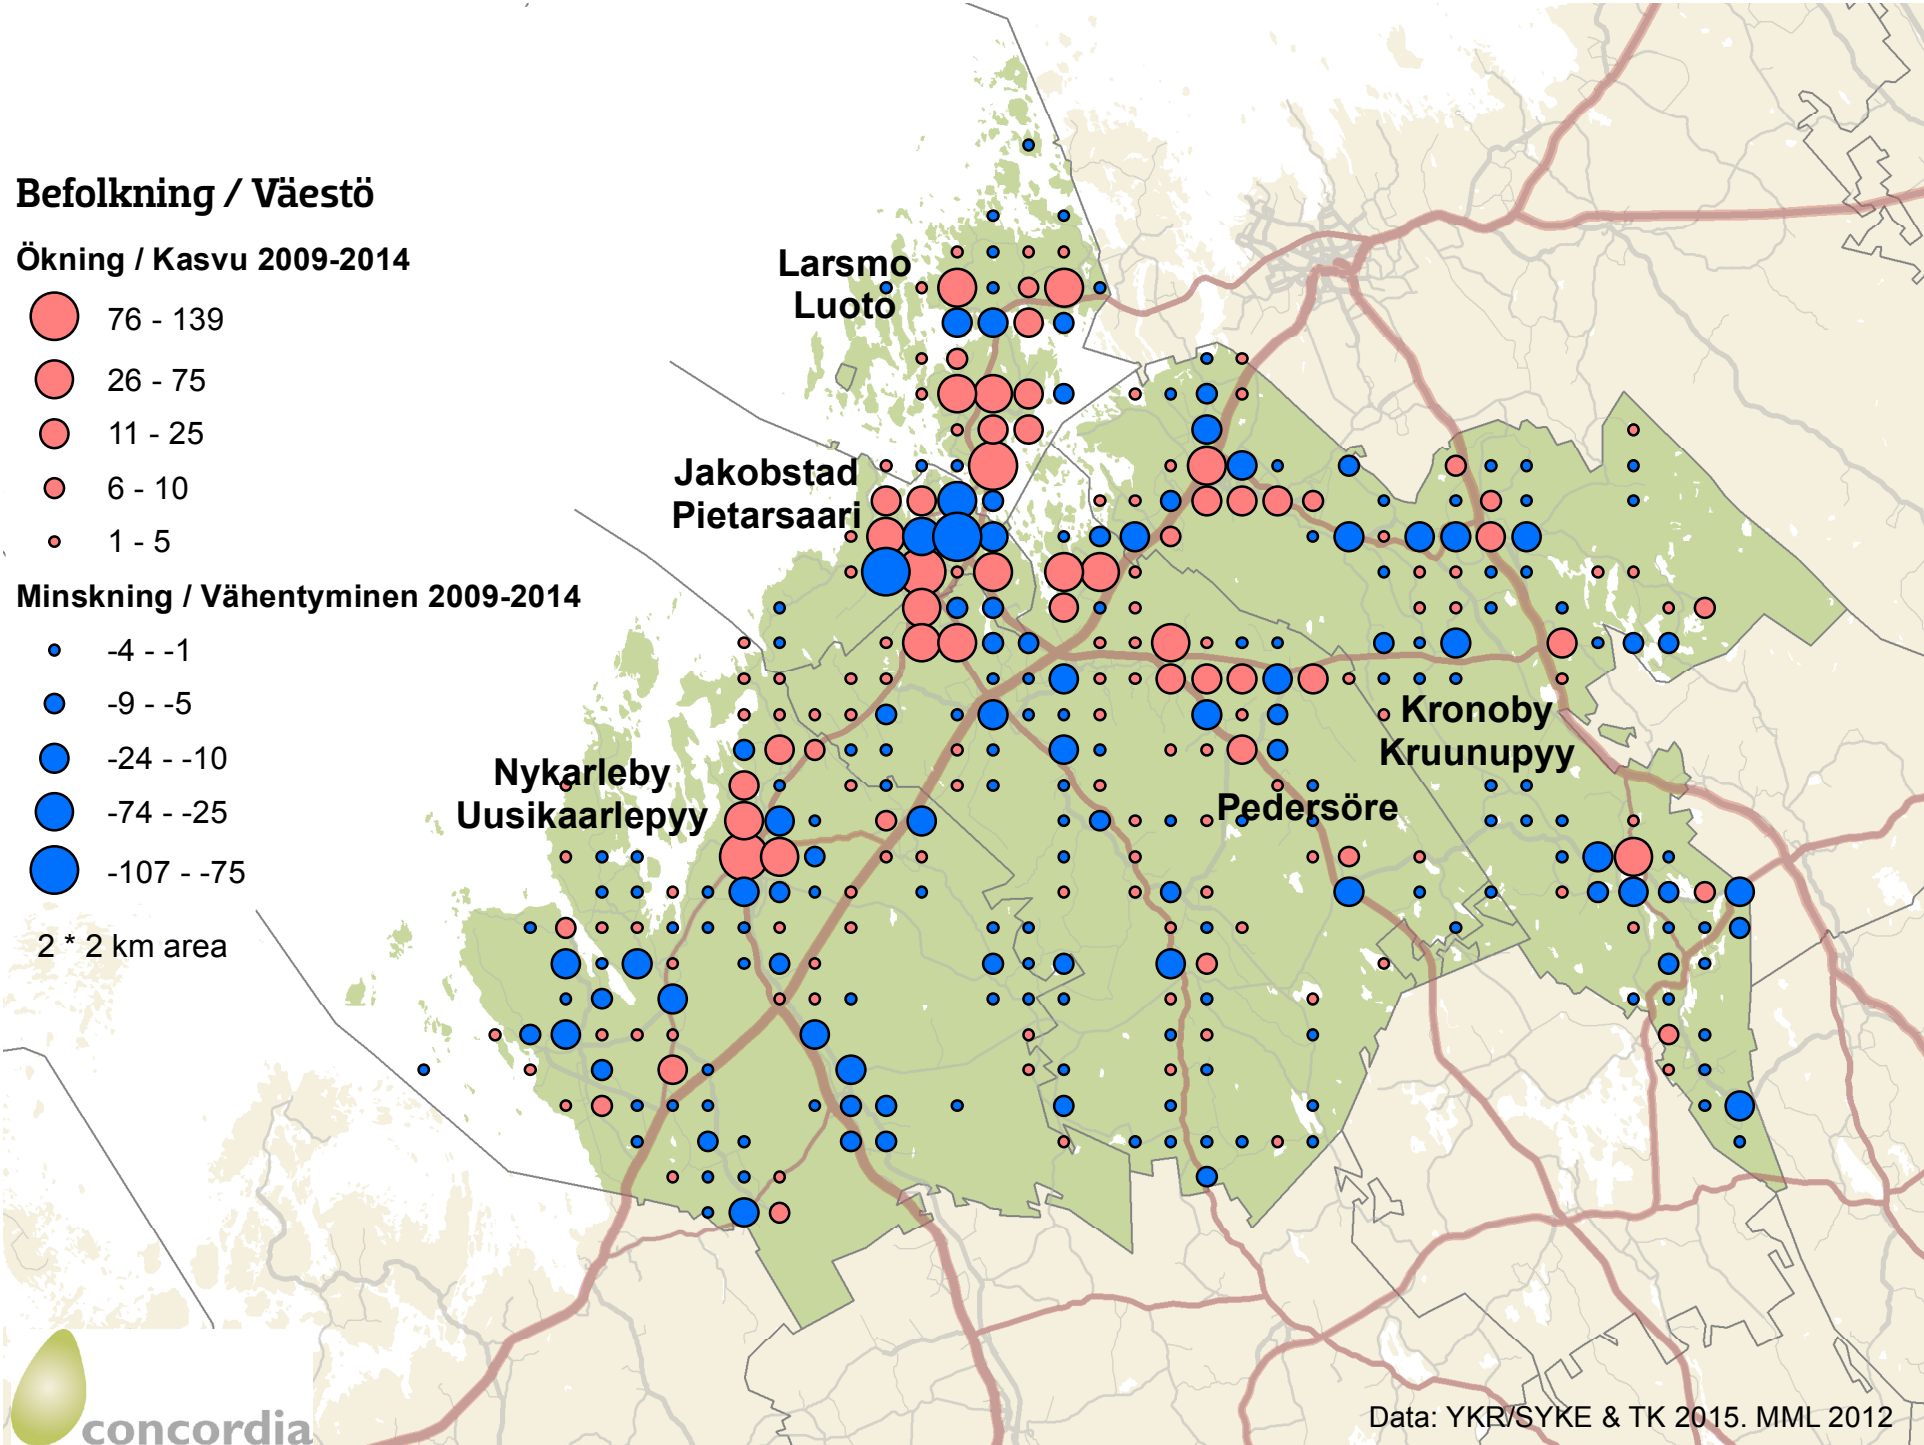 Befolkning / Väestö
Ökning / Kasvu 2009-2014
76 - 139
26 - 75
11 - 25
6 - 10
1 - 5
Minskning / Vähentyminen 2009-2014
-4 - -1
-9 - -5
-24 - -10
-74 - -25
-107 - -75
2 * 2 km area
Larsmo
Luoto
Jakobstad
Pietarsaari
Nykarleby
Uusikaarlepyy
Kronoby
Kruunupyy
Pedersöre
concordia
Data: YKR/SYKE & TK 2015. MML 2012